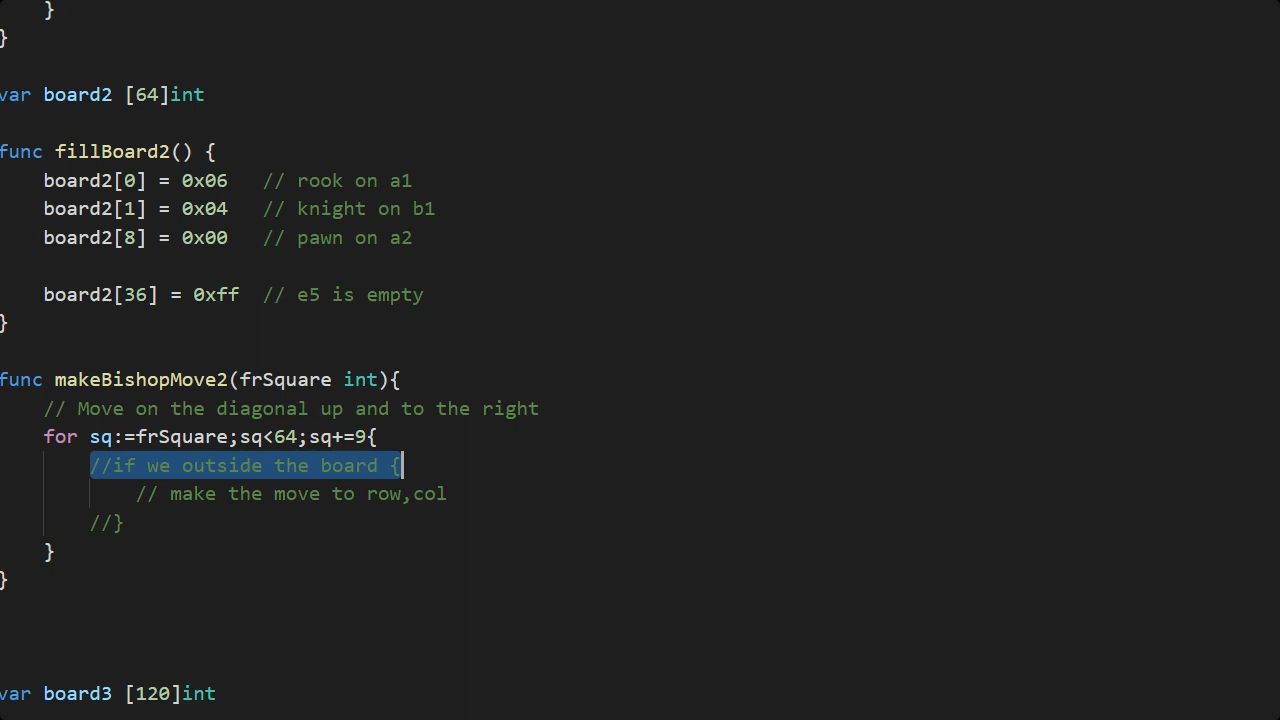 }
}
var board2 [64]int
func fillBoard2() {
board2[0] = 0x06 // rook on a1
board2[1] = 0x04 // knight on b1
board2[8] = 0x00 // pawn on a2
board2[36] = 0xff // e5 is empty
}
func makeBishopMove2(frSquare int){
// Move on the diagonal up and to the right
for sq:=frSquare;sq<64;sq+=9{
//if we outside the board {
// make the move to row,col
//}
}
}
var board3 [120]int